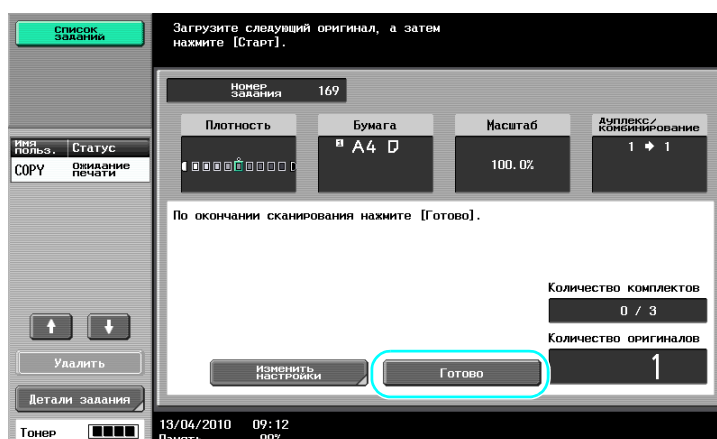 Список
заданий
Загрузите следующий оригинал, а затем
нажмите [Старт].
Номер
задания
169
Плотность
Бумага
Масштаб
Дуплекс/
комбинирование
A4
100.0%
1 → 1
Имя
польз.
Статус
COPY
Ожидание
печати
По окончании сканирования нажмите [Готово].
Количество комплектов
0 / 3
Количество оригиналов
1
Изменить
настройки
Готово
Удалить
Детали задания
Тонер
13/04/2010 09:12
Память 99%